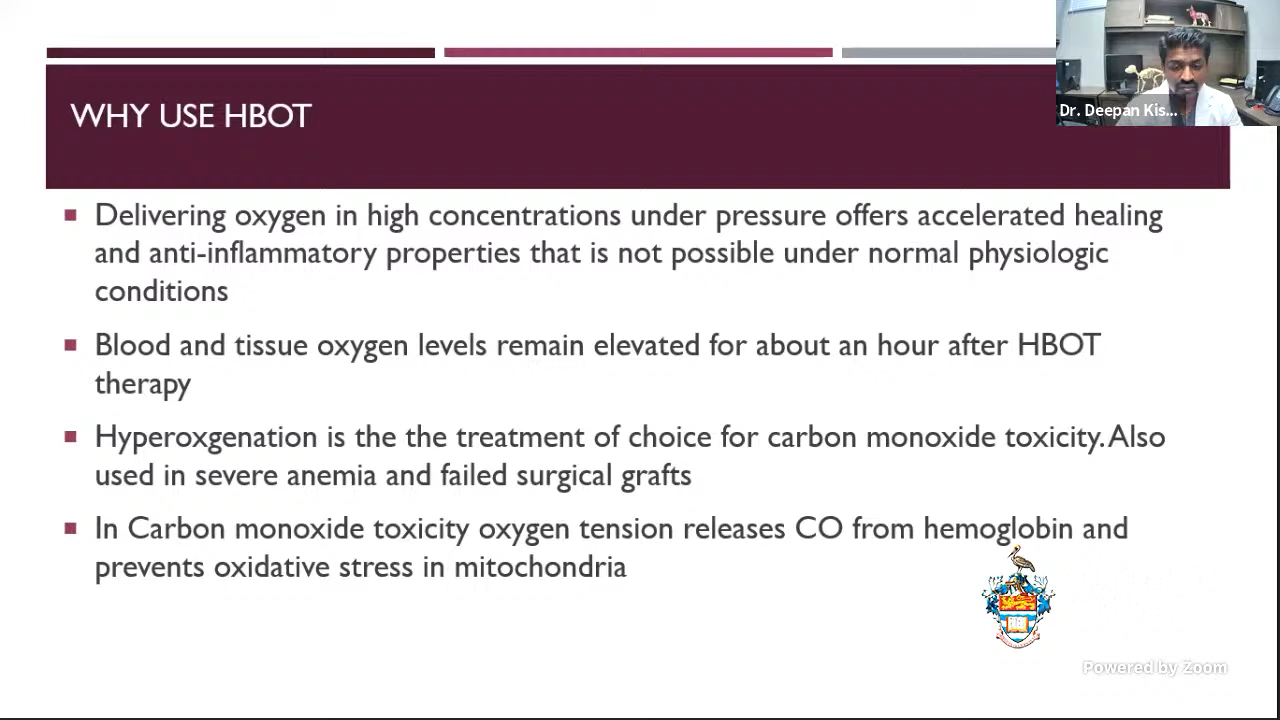 WHY USE HBOT
Dr. Deepan Kis...
Delivering oxygen in high concentrations under pressure offers accelerated healing
and anti-inflammatory properties that is not possible under normal physiologic
conditions
Blood and tissue oxygen levels remain elevated for about an hour after HBOT
therapy
Hyperoxgenation is the the treatment of choice for carbon monoxide toxicity. Also
used in severe anemia and failed surgical grafts
In Carbon monoxide toxicity oxygen tension releases CO from hemoglobin and
prevents oxidative stress in mitochondria
Powered by Zoom